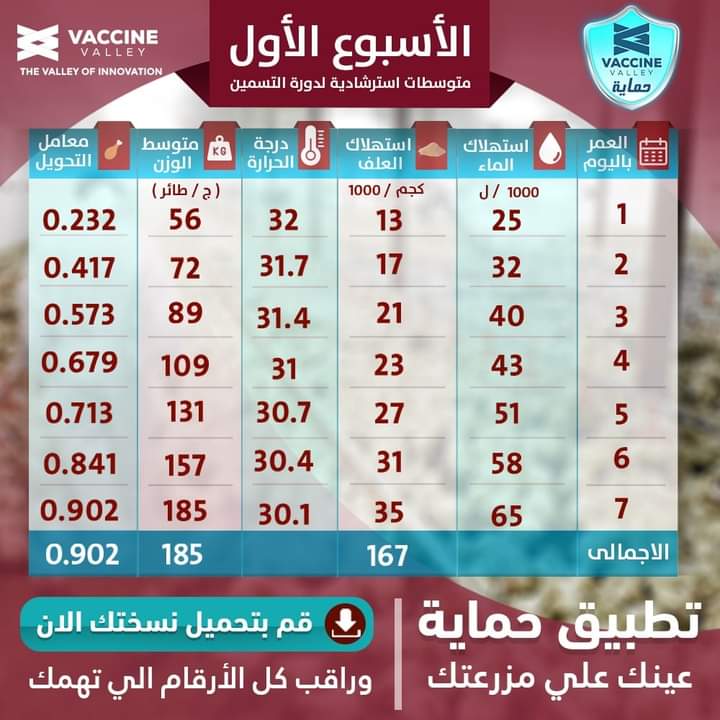 VACCINE
VALLEY
THE VALLEY OF INNOVATION
الأسبوع الأول
متوسطات استرشادية لدورة التسمين
VACCINE
VALLEY
حماية
العمر باليوم | استهلاك الماء | استهلاك العلف | درجة الحرارة | متوسط الوزن KG | معامل التحويل
1000 / ل | كجم / 1000 | ( ج / طائر )
1 | 25 | 13 | 32 | 56 | 0.232
2 | 32 | 17 | 31.7 | 72 | 0.417
3 | 40 | 21 | 31.4 | 89 | 0.573
4 | 43 | 23 | 31 | 109 | 0.679
5 | 51 | 27 | 30.7 | 131 | 0.713
6 | 58 | 31 | 30.4 | 157 | 0.841
7 | 65 | 35 | 30.1 | 185 | 0.902
الاجمالى | 167 | 185 | 0.902
تطبيق حماية
عينك علي مزرعتك
قم بتحميل نسختك الان
وراقب كل الأرقام الي تهمك